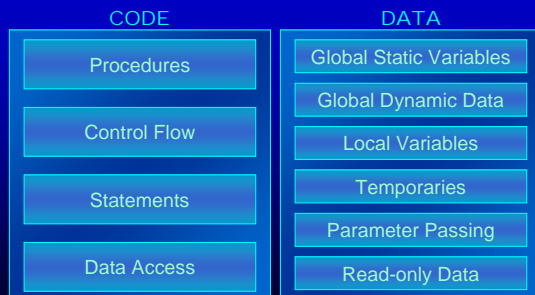 CODE
Procedures
Control Flow
Statements
Data Access
DATA
Global Static Variables
Global Dynamic Data
Local Variables
Temporaries
Parameter Passing
Read-only Data